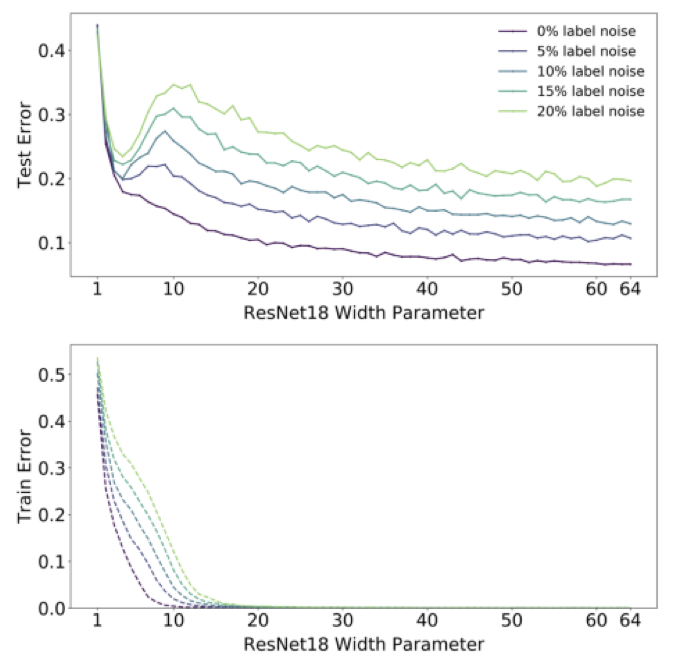 0.4
0.3
0.2
0.1
Test Error
0% label noise
5% label noise
10% label noise
15% label noise
20% label noise
1 10 20 30 40 50 60 64
ResNet18 Width Parameter
0.5
0.4
0.3
0.2
0.1
0.0
Train Error
1 10 20 30 40 50 60 64
ResNet18 Width Parameter